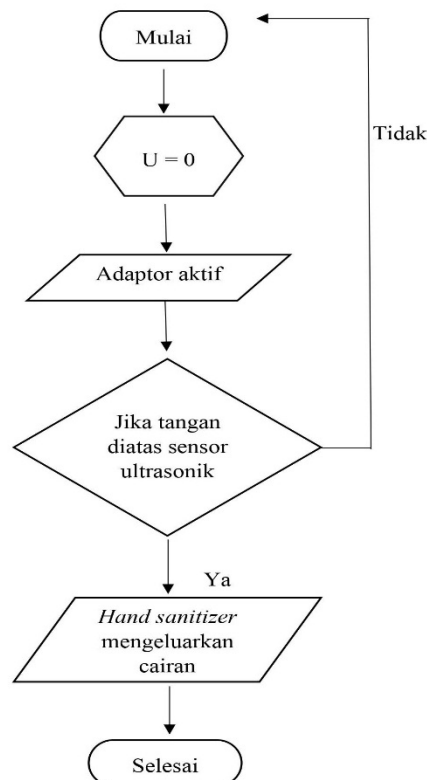 Mulai
Tidak
U = 0
Adaptor aktif
Jika tangan
diatas sensor
ultrasonik
Ya
Hand sanitizer
mengeluarkan
cairan
Selesai